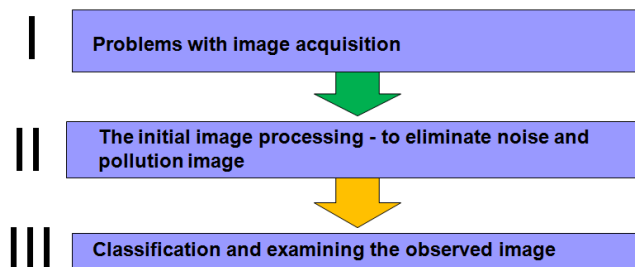 I
Problems with image acquisition
II
The initial image processing - to eliminate noise and
pollution image
III
Classification and examining the observed image